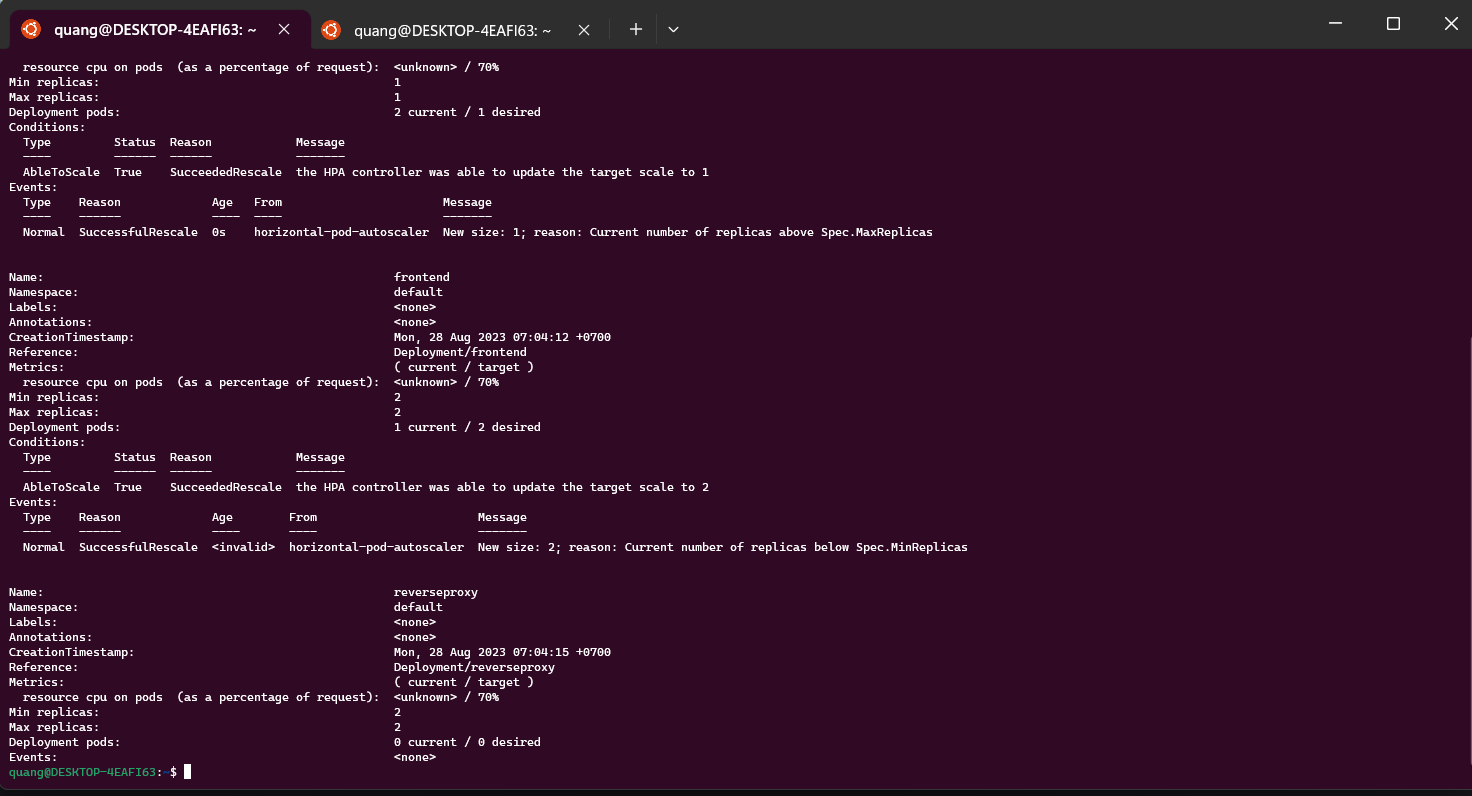 quang@DESKTOP-4EAFI63: ~
quang@DESKTOP-4EAFI63: ~
resource cpu on pods  (as a percentage of request):  <unknown> / 70%
Min replicas:                                          1
Max replicas:                                          1
Deployment pods:                                       2 current / 1 desired
Conditions:
  Type         Status  Reason            Message
  ----         ------  ------            -------
  AbleToScale  True    SucceededRescale  the HPA controller was able to update the target scale to 1
Events:
  Type    Reason             Age   From                       Message
  ----    ------             ----  ----                       -------
  Normal  SuccessfulRescale  0s    horizontal-pod-autoscaler  New size: 1; reason: Current number of replicas above Spec.MaxReplicas
Name:                                                  frontend
Namespace:                                             default
Labels:                                                <none>
Annotations:                                           <none>
CreationTimestamp:                                     Mon, 28 Aug 2023 07:04:12 +0700
Reference:                                             Deployment/frontend
Metrics:                                               ( current / target )
  resource cpu on pods  (as a percentage of request):  <unknown> / 70%
Min replicas:                                          2
Max replicas:                                          2
Deployment pods:                                       1 current / 2 desired
Conditions:
  Type         Status  Reason            Message
  ----         ------  ------            -------
  AbleToScale  True    SucceededRescale  the HPA controller was able to update the target scale to 2
Events:
  Type    Reason             Age        From                       Message
  ----    ------             ----       ----                       -------
  Normal  SuccessfulRescale  <invalid>  horizontal-pod-autoscaler  New size: 2; reason: Current number of replicas below Spec.MinReplicas
Name:                                                  reverseproxy
Namespace:                                             default
Labels:                                                <none>
Annotations:                                           <none>
CreationTimestamp:                                     Mon, 28 Aug 2023 07:04:15 +0700
Reference:                                             Deployment/reverseproxy
Metrics:                                               ( current / target )
  resource cpu on pods  (as a percentage of request):  <unknown> / 70%
Min replicas:                                          2
Max replicas:                                          2
Deployment pods:                                       0 current / 0 desired
Events:                                                <none>
quang@DESKTOP-4EAFI63:~$